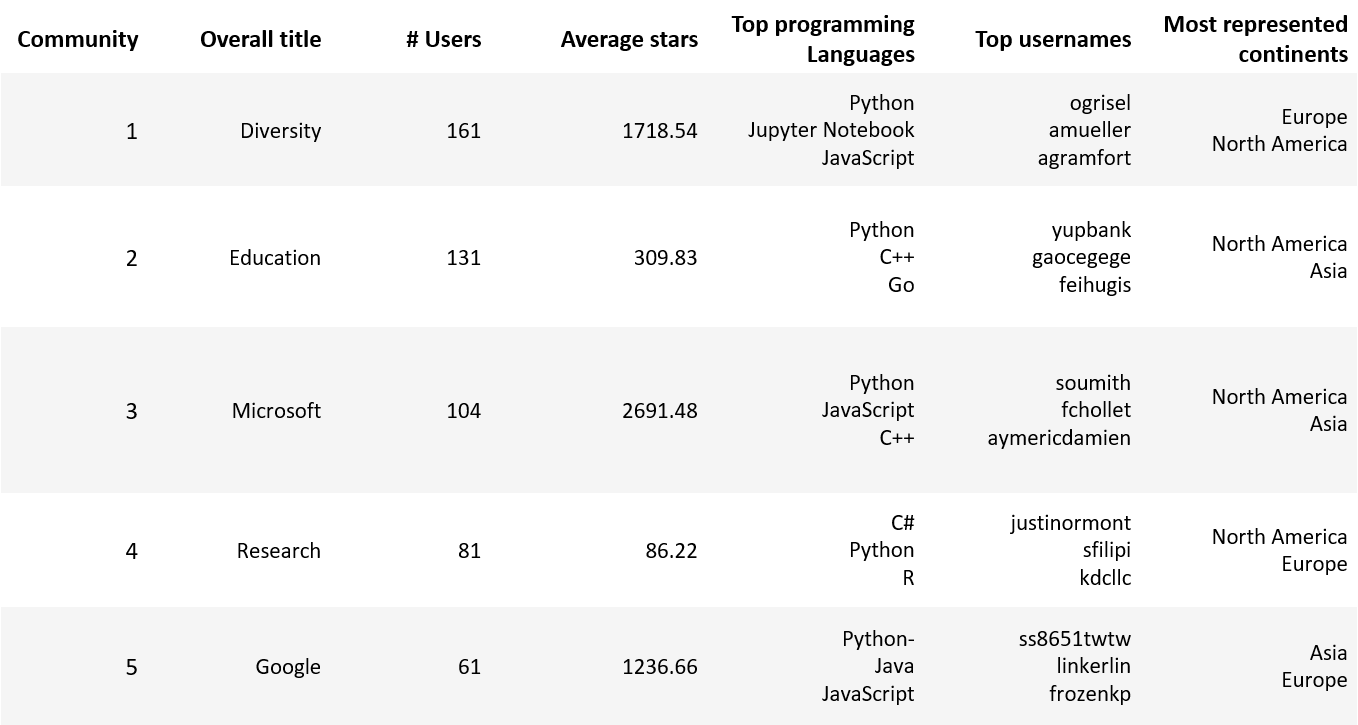 Community Overall title # Users Average stars Top programming Languages Top usernames Most represented continents
1 Diversity 161 1718.54 Python Jupyter Notebook JavaScript ogrisel amueller agramfort Europe North America
2 Education 131 309.83 Python C++ Go yupbank gaocegege feihugis North America Asia
3 Microsoft 104 2691.48 Python JavaScript C++ soumith fchollet aymericdamien North America Asia
4 Research 81 86.22 C# Python R justinormont sfilipi kdcllc North America Europe
5 Google 61 1236.66 Python- Java JavaScript ss8651twtw linkerlin frozenkp Asia Europe